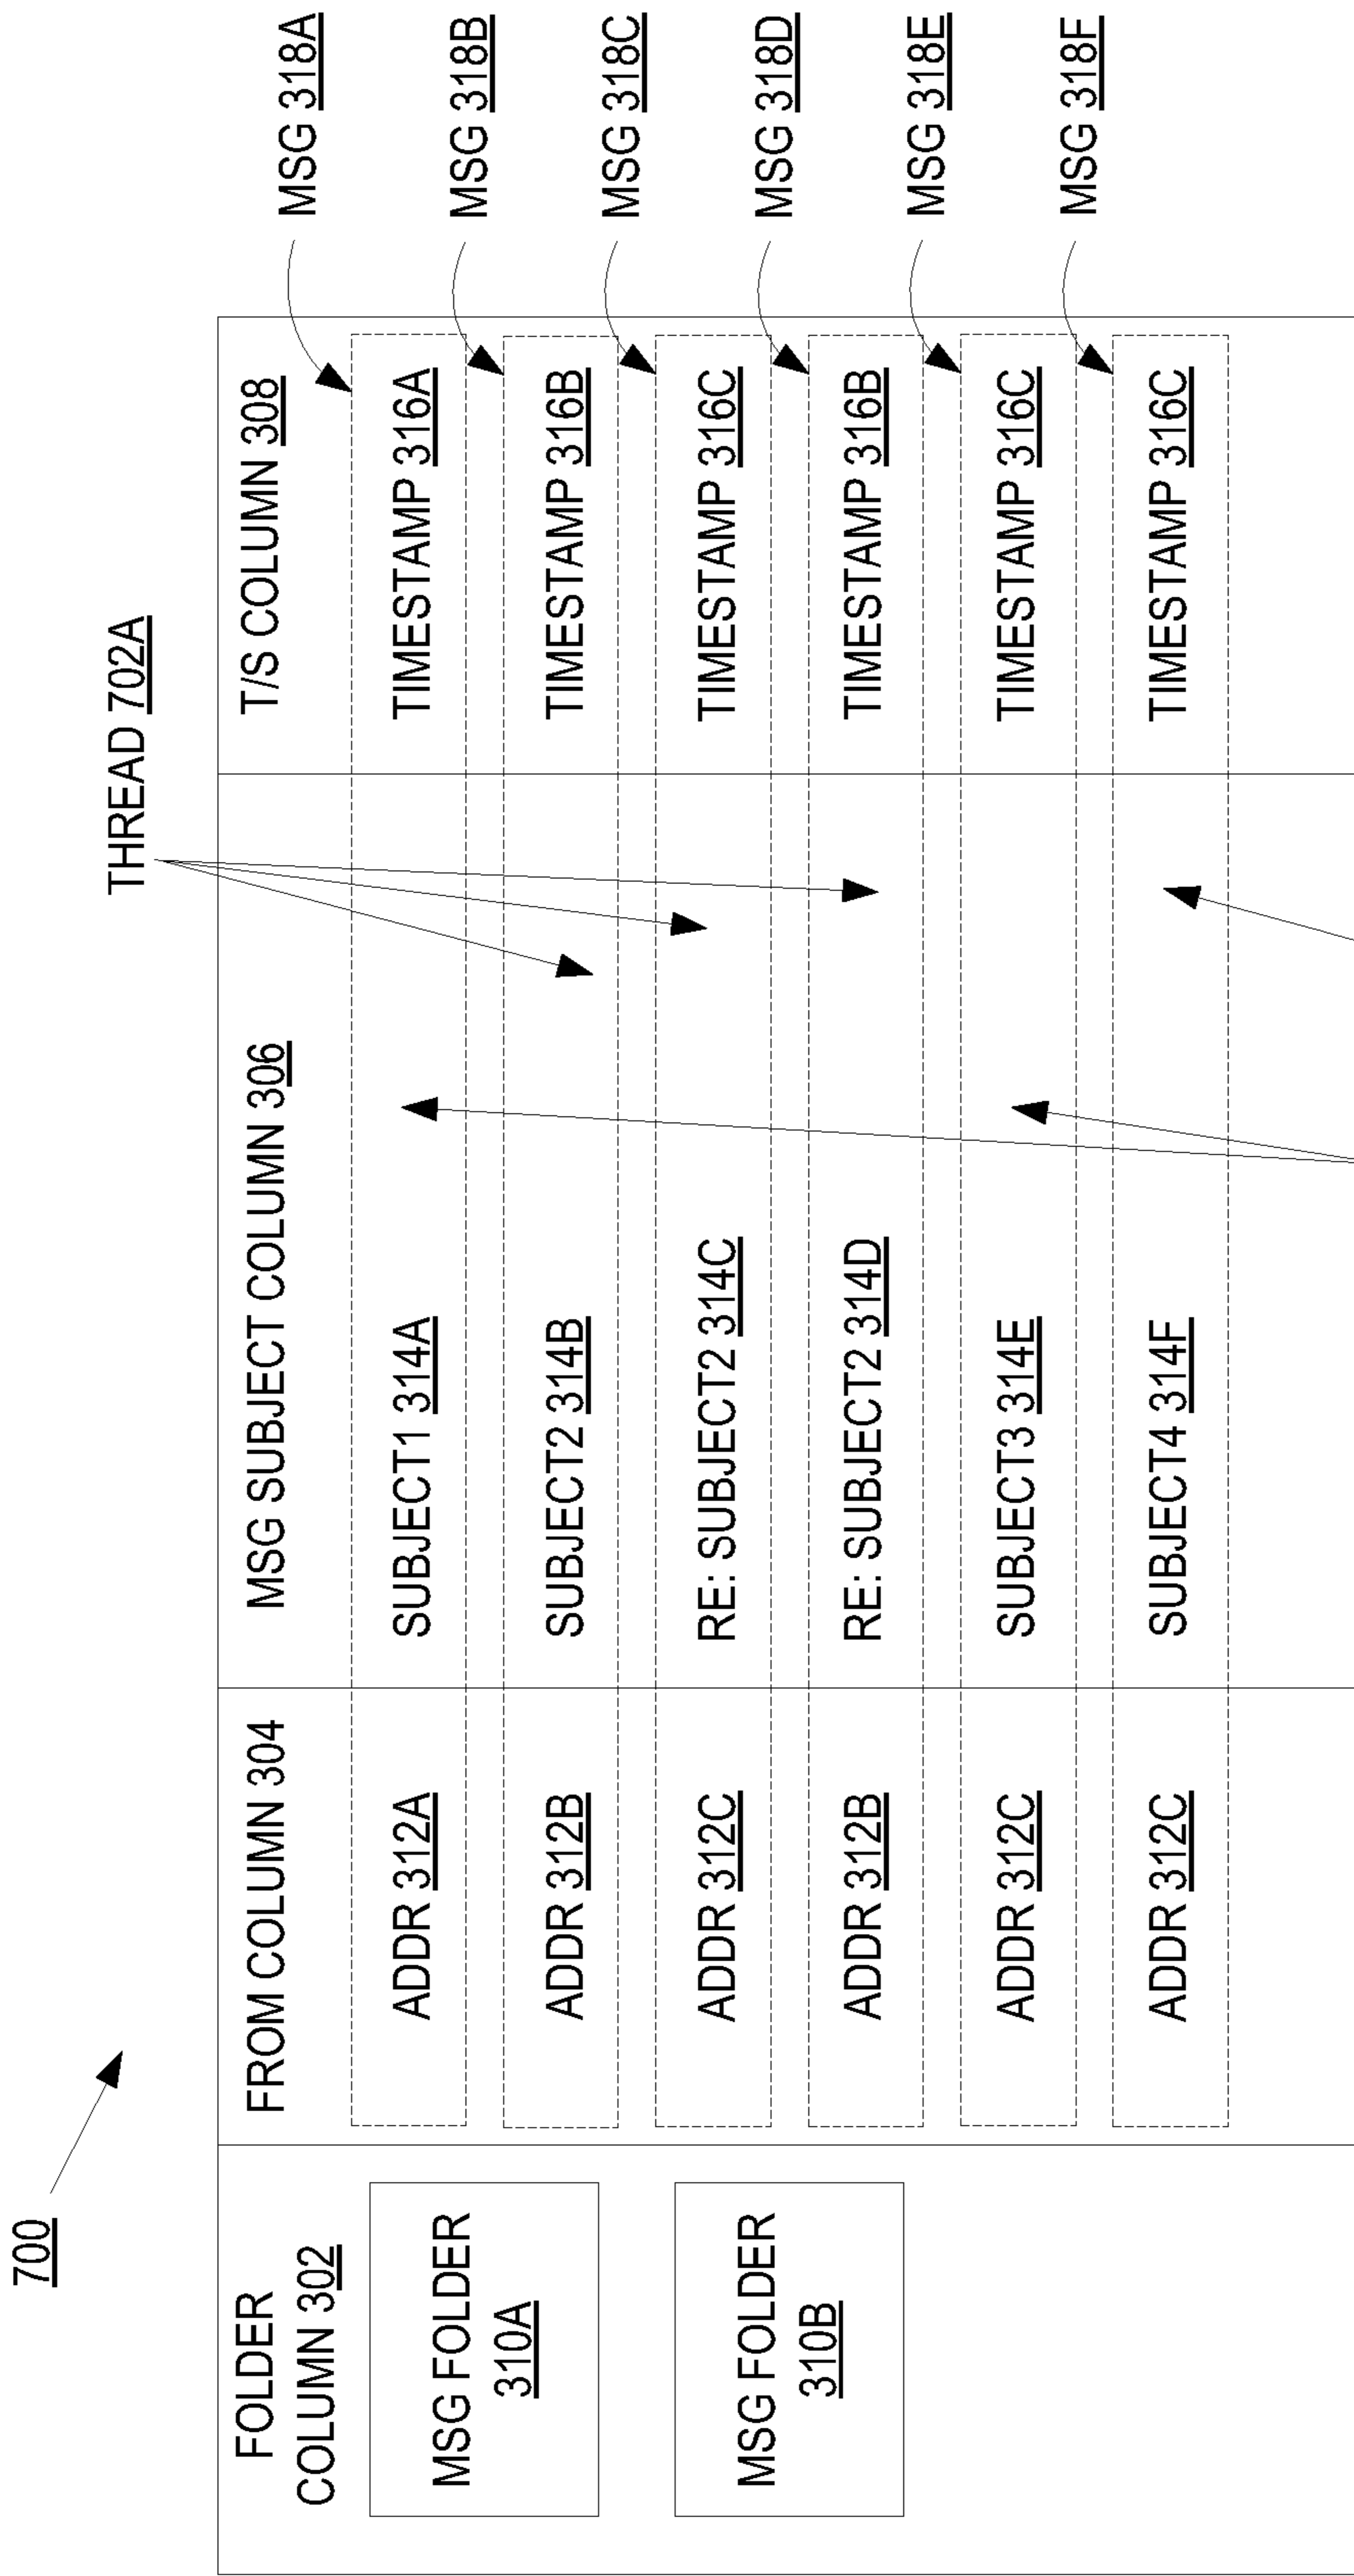 700
THREAD 702A
FOLDER
COLUMN 302
FROM COLUMN 304
MSG SUBJECT COLUMN 306
T/S COLUMN 308
MSG FOLDER
310A
MSG FOLDER
310B
ADDR 312A SUBJECT1 314A TIMESTAMP 316A MSG 318A
ADDR 312B SUBJECT2 314B TIMESTAMP 316B MSG 318B
ADDR 312C RE: SUBJECT2 314C TIMESTAMP 316C MSG 318C
ADDR 312B RE: SUBJECT2 314D TIMESTAMP 316B MSG 318D
ADDR 312C SUBJECT3 314E TIMESTAMP 316C MSG 318E
ADDR 312C SUBJECT4 314F TIMESTAMP 316C MSG 318F